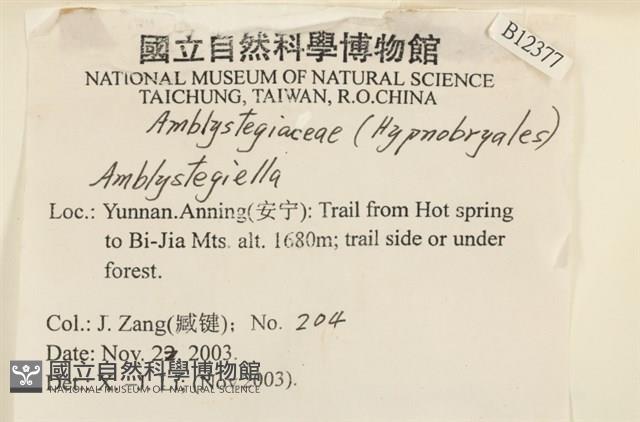 國立自然科學博物館
B12377
NATIONAL MUSEUM OF NATURAL SCIENCE
TAICHUNG, TAIWAN, R.O.CHINA
Amblystegiaceae (Hypnobryales)
Amblystegiella
Loc.: Yunnan.Anning(安宁): Trail from Hot spring
to Bi-Jia Mts. alt. 1680m; trail side or under
forest.
Col.: J. Zang(臧键); No. 204
Date: Nov. 22, 2003.
國立自然科學博物館
(Nov.2003).
NATIONAL MUSEUM OF NATURAL SCIENCE